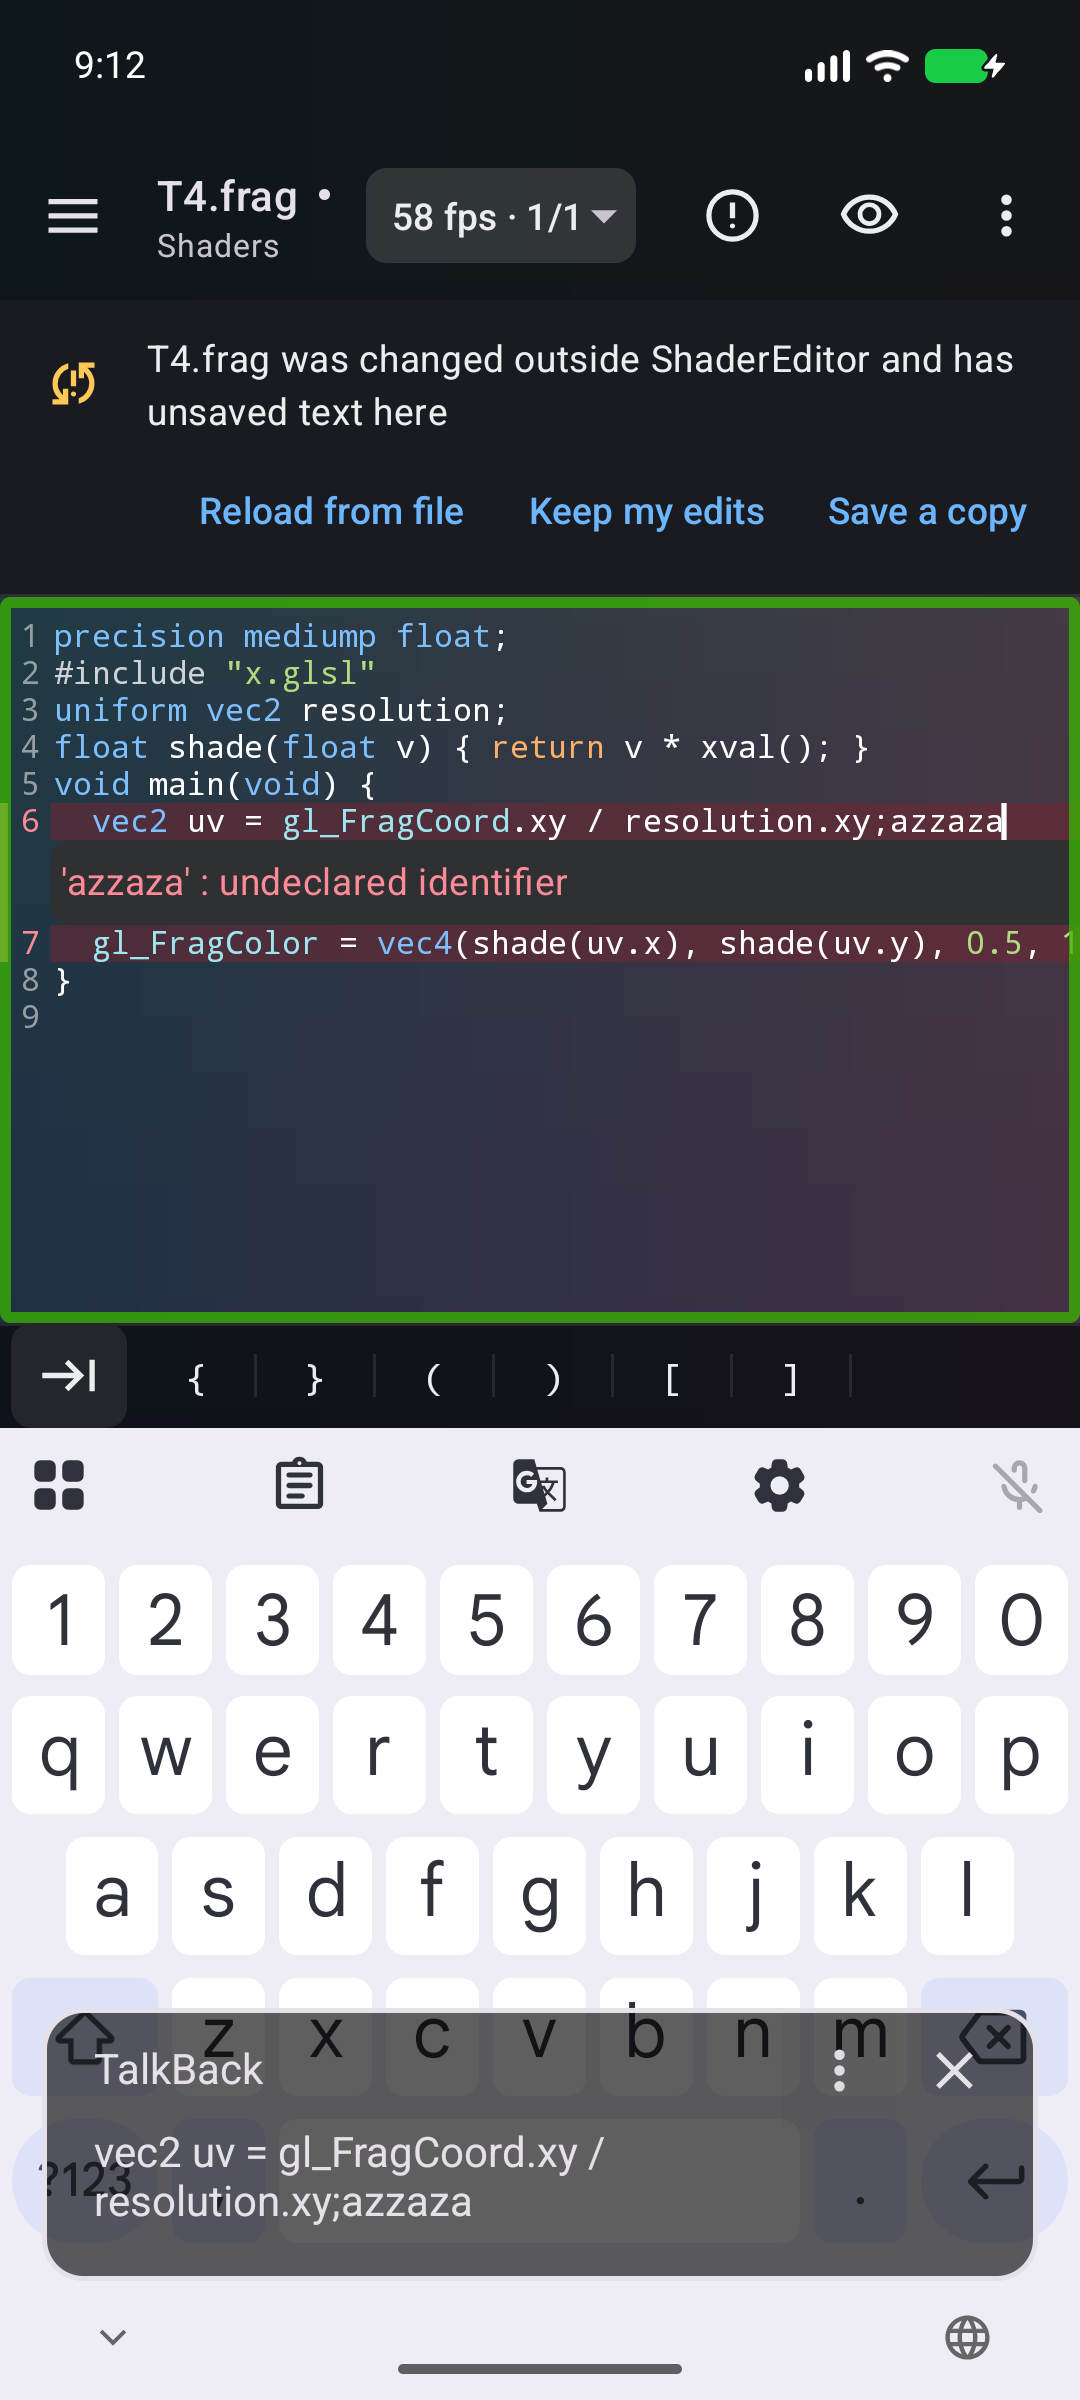 9:12
T4.frag •
Shaders
58 fps · 1/1
T4.frag was changed outside ShaderEditor and has
unsaved text here
Reload from file
Keep my edits
Save a copy
1 precision mediump float;
2 #include "x.glsl"
3 uniform vec2 resolution;
4 float shade(float v) { return v * xval(); }
5 void main(void) {
6 vec2 uv = gl_FragCoord.xy / resolution.xy;azzaza
'azzaza' : undeclared identifier
7 gl_FragColor = vec4(shade(uv.x), shade(uv.y), 0.5, 1
8 }
9
{ } ( ) [ ]
1 2 3 4 5 6 7 8 9 0
q w e r t y u i o p
a s d f g h j k l
z x c v b n m
TalkBack
?123 , .
vec2 uv = gl_FragCoord.xy /
resolution.xy;azzaza